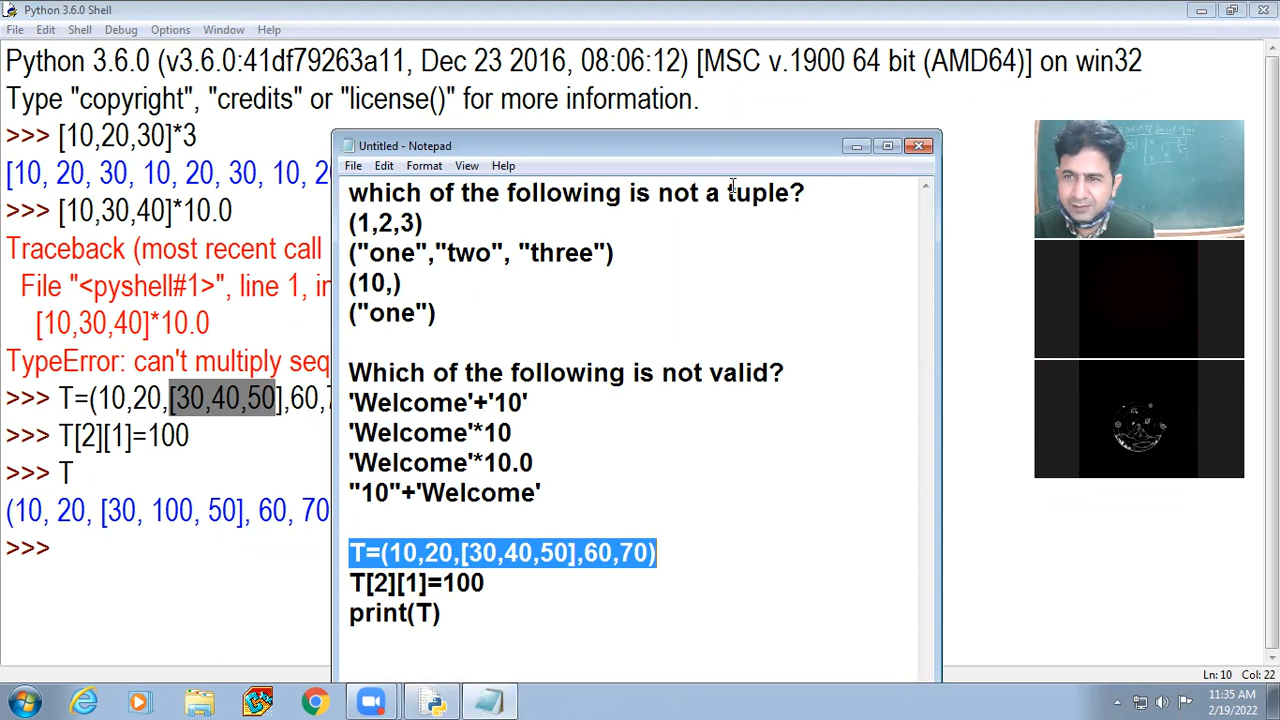 Python 3.6.0 Shell
File Edit Shell Debug Options Window Help
Python 3.6.0 (v3.6.0:41df79263a11, Dec 23 2016, 08:06:12) [MSC v.1900 64 bit (AMD64)] on win32
Type "copyright", "credits" or "license()" for more information.
>>> [10,20,30]*3
[10, 20, 30, 10, 20, 30, 10, 2
>>> [10,30,40]*10.0
Traceback (most recent call
File "<pyshell#1>", line 1, in
[10,30,40]*10.0
TypeError: can't multiply seq
>>> T=(10,20,[30,40,50],60,7
>>> T[2][1]=100
>>> T
(10, 20, [30, 100, 50], 60, 70
>>>
Untitled - Notepad
File Edit Format View Help
which of the following is not a tuple?
(1,2,3)
("one","two", "three")
(10,)
("one")
Which of the following is not valid?
'Welcome'+'10'
'Welcome'*10
'Welcome'*10.0
"10"+'Welcome'
T=(10,20,[30,40,50],60,70)
T[2][1]=100
print(T)
Ln: 10 Col: 22
11:35 AM
2/19/2022